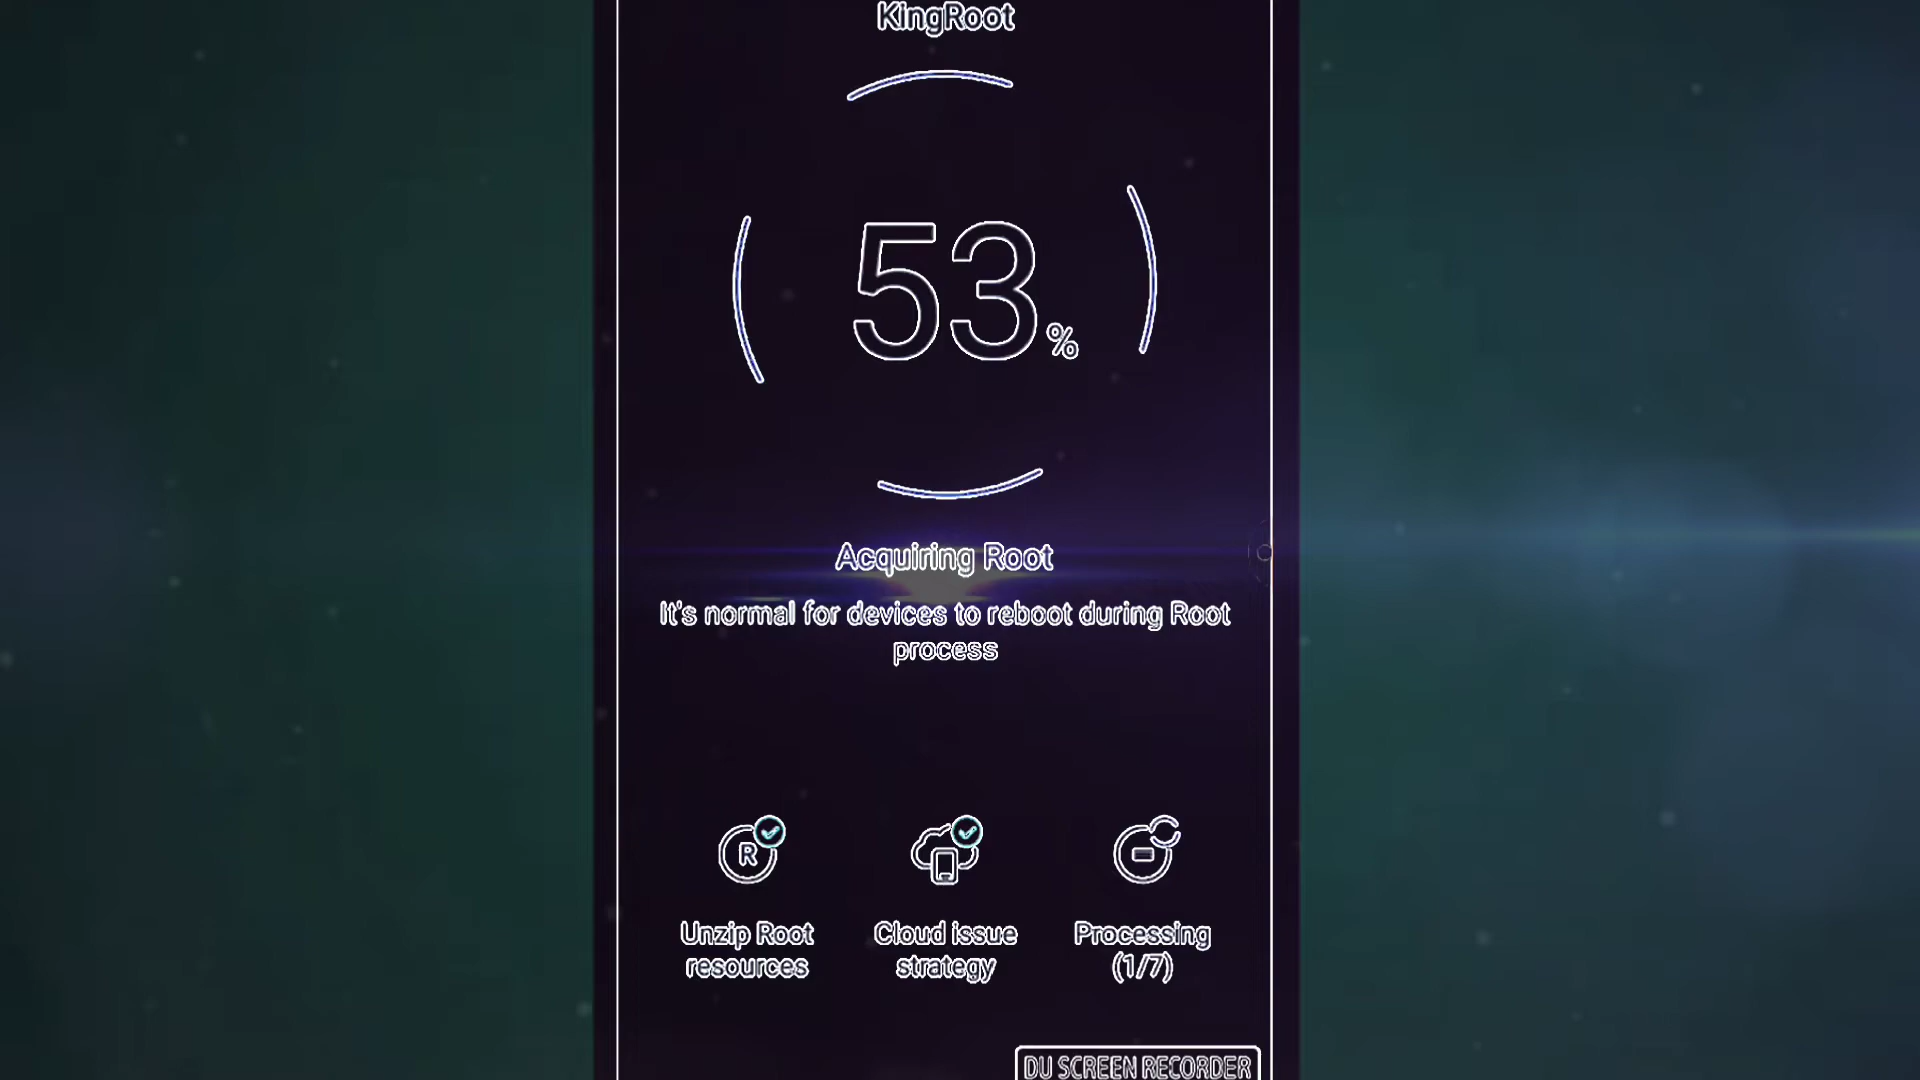 KingRoot
53%
Acquiring Root
It's normal for devices to reboot during Root
process
R
Unzip Root
resources
Cloud issue
strategy
Processing
(1/7)
DU SCREEN RECORDER